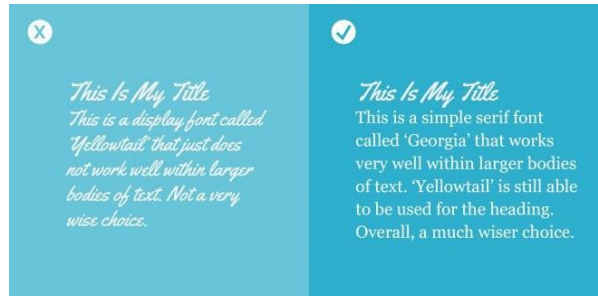 X
This Is My Title
This is a display font called
'Yellowtail' that just does
not work well within larger
bodies of text. Not a very
wise choice.
✓
This Is My Title
This is a simple serif font
called ‘Georgia’ that works
very well within larger bodies
of text. ‘Yellowtail’ is still able
to be used for the heading.
Overall, a much wiser choice.